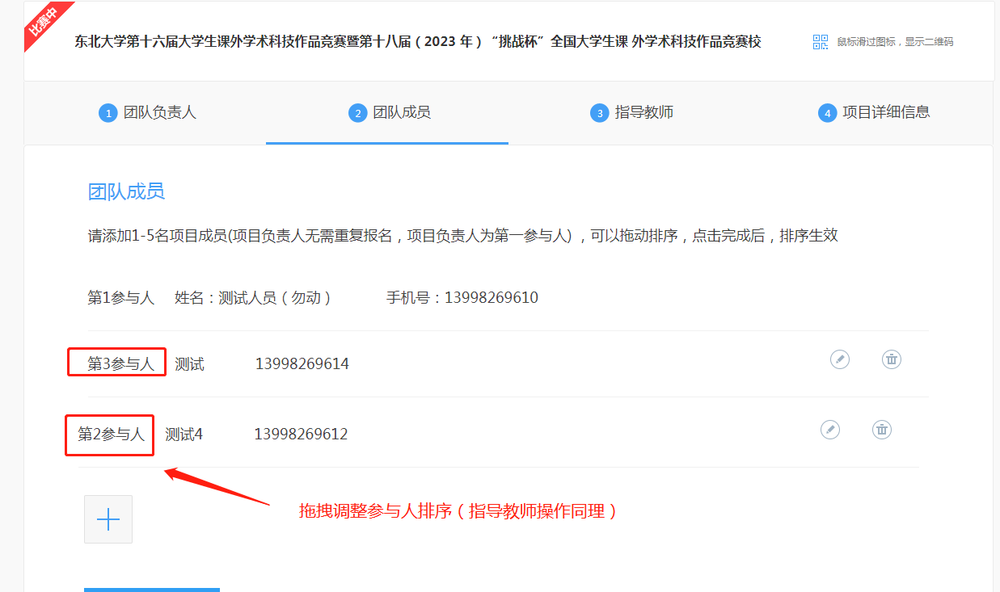 比赛中
东北大学第十六届大学生课外学术科技作品竞赛暨第十八届（2023 年）“挑战杯”全国大学生课 外学术科技作品竞赛校
鼠标滑过图标，显示二维码
1 团队负责人
2 团队成员
3 指导教师
4 项目详细信息
团队成员
请添加1-5名项目成员(项目负责人无需重复报名，项目负责人为第一参与人)，可以拖动排序，点击完成后，排序生效
第1参与人 姓名：测试人员（勿动） 手机号：13998269610
第3参与人 测试 13998269614
第2参与人 测试4 13998269612
拖拽调整参与人排序（指导教师操作同理）